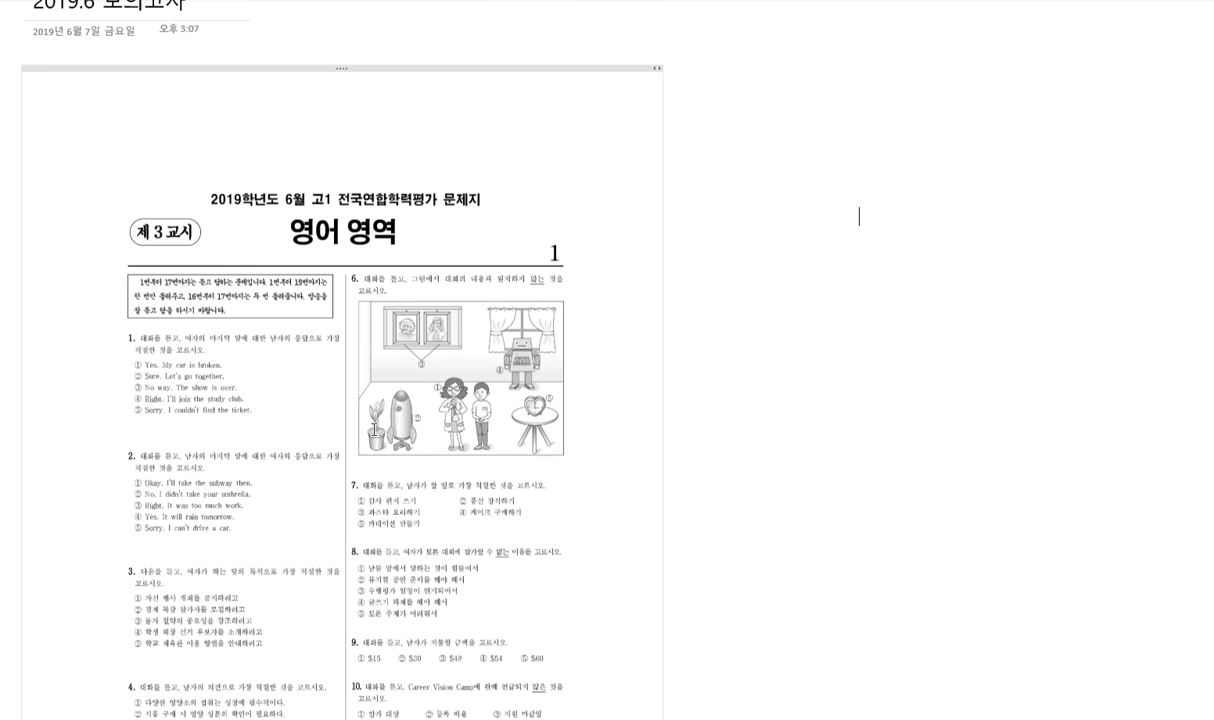 2019.6 모의고사
2019년 6월 7일 금요일 오후 3:07
2019학년도 6월 고1 전국연합학력평가 문제지
제 3 교시
영어 영역
1
1번부터 17번까지는 듣고 답하는 문제입니다. 1번부터 15번까지는
한 번만 들려주고, 16번부터 17번까지는 두 번 들려줍니다. 방송을
잘 듣고 답을 하시기 바랍니다.
1. 대화를 듣고, 여자의 마지막 말에 대한 남자의 응답으로 가장
적절한 것을 고르시오.
① Yes. My car is broken.
② Sure. Let's go together.
③ No way. The show is over.
④ Right. I'll join the study club.
⑤ Sorry. I couldn't find the ticket.
2. 대화를 듣고, 남자의 마지막 말에 대한 여자의 응답으로 가장
적절한 것을 고르시오.
① Okay. I'll take the subway then.
② No. I didn't take your umbrella.
③ Right. It was too much work.
④ Yes. It will rain tomorrow.
⑤ Sorry. I can't drive a car.
3. 다음을 듣고, 여자가 하는 말의 목적으로 가장 적절한 것을
고르시오.
① 자선 행사 개최를 공지하려고
② 경제 특강 참가자를 모집하려고
③ 물자 절약의 중요성을 강조하려고
④ 학생 회장 선거 후보자를 소개하려고
⑤ 학교 체육관 이용 방법을 안내하려고
4. 대화를 듣고, 남자의 의견으로 가장 적절한 것을 고르시오.
① 다양한 영양소의 섭취는 성장에 필수적이다.
② 식품 구매 시 영양 성분의 확인이 필요하다.
6. 대화를 듣고, 그림에서 대화의 내용과 일치하지 않는 것을
고르시오.
③
④
①
②
⑤
7. 대화를 듣고, 남자가 할 일로 가장 적절한 것을 고르시오.
① 감사 편지 쓰기 ② 풍선 장식하기
③ 파스타 요리하기 ④ 케이크 구매하기
⑤ 카네이션 만들기
8. 대화를 듣고, 여자가 토론 대회에 참가할 수 없는 이유를 고르시오.
① 남들 앞에서 말하는 것이 힘들어서
② 뮤지컬 공연 준비를 해야 해서
③ 수행평가 일정이 연기되어서
④ 글쓰기 과제를 해야 해서
⑤ 토론 주제가 어려워서
9. 대화를 듣고, 남자가 지불할 금액을 고르시오.
① $15 ② $30 ③ $40 ④ $54 ⑤ $60
10. 대화를 듣고, Career Vision Camp에 관해 언급되지 않은 것을
고르시오.
① 참가 대상 ② 등록 비용 ③ 지원 마감일